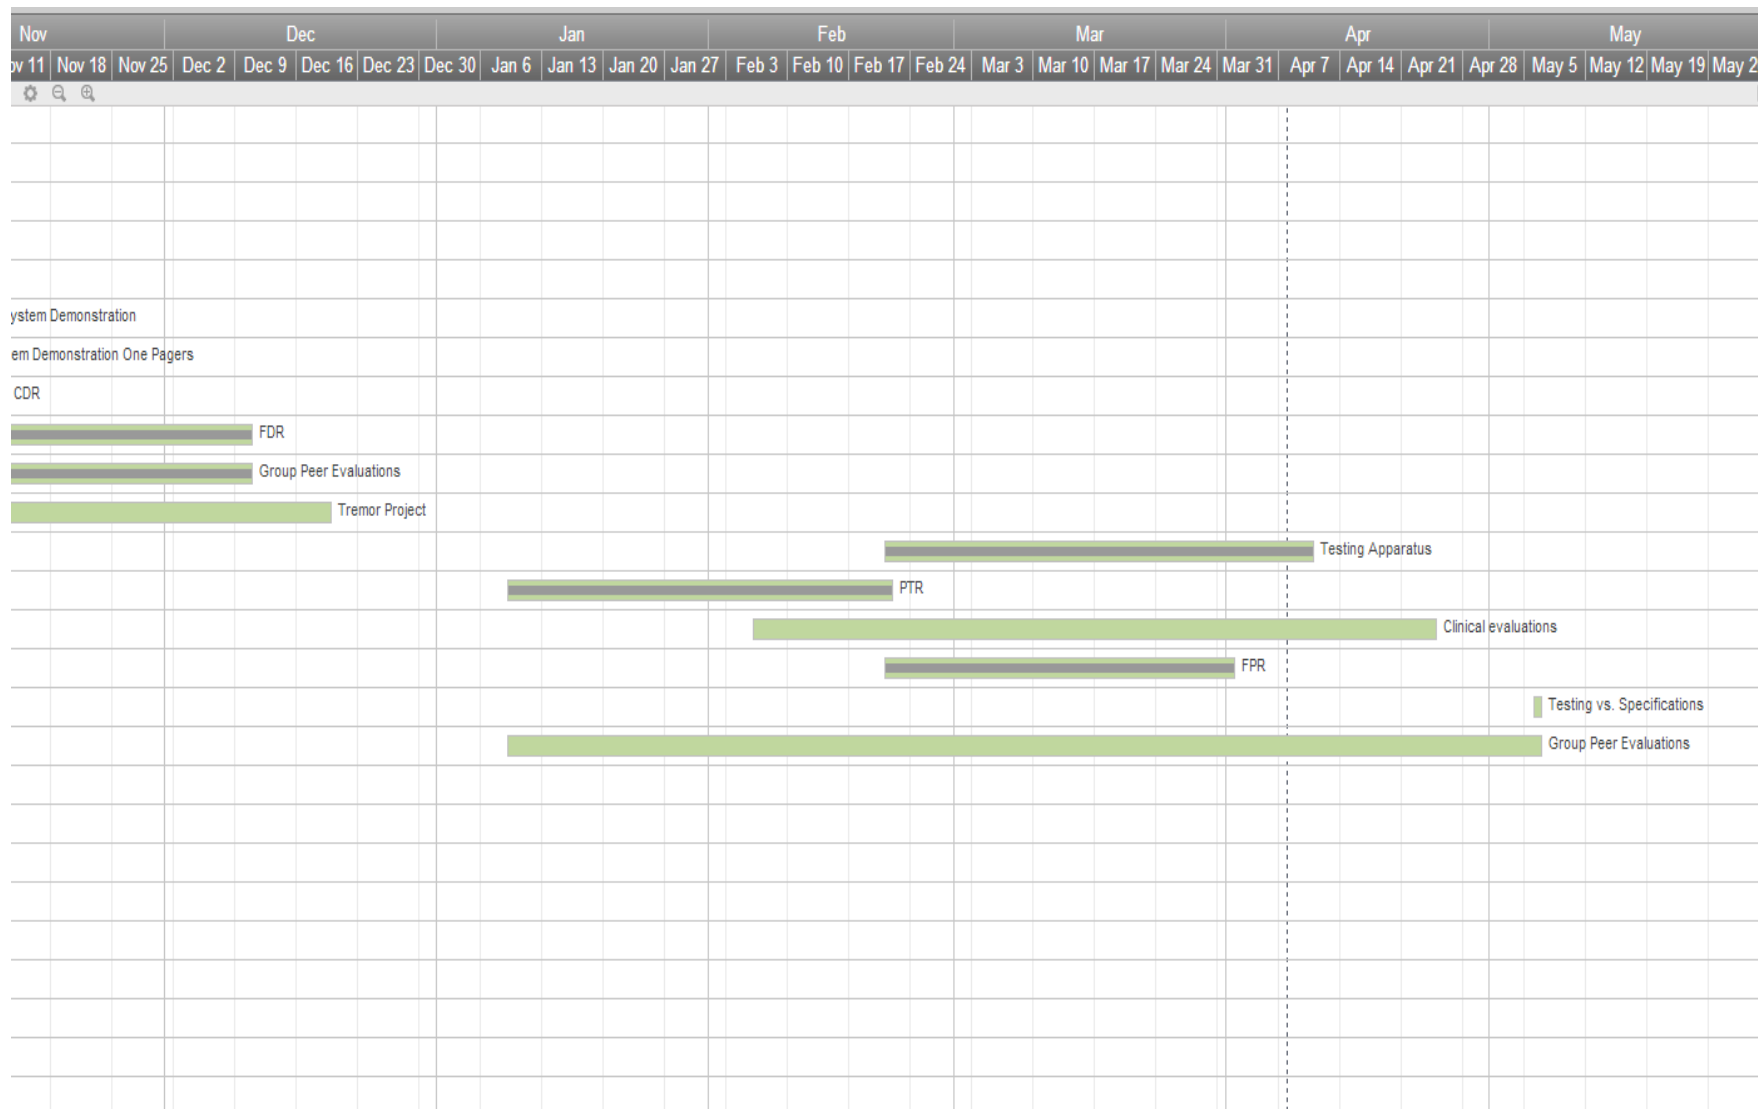 Nov Dec Jan Feb Mar Apr May
ov 11 Nov 18 Nov 25 Dec 2 Dec 9 Dec 16 Dec 23 Dec 30 Jan 6 Jan 13 Jan 20 Jan 27 Feb 3 Feb 10 Feb 17 Feb 24 Mar 3 Mar 10 Mar 17 Mar 24 Mar 31 Apr 7 Apr 14 Apr 21 Apr 28 May 5 May 12 May 19 May 2
ystem Demonstration
em Demonstration One Pagers
CDR
FDR
Group Peer Evaluations
Tremor Project
Testing Apparatus
PTR
Clinical evaluations
FPR
Testing vs. Specifications
Group Peer Evaluations